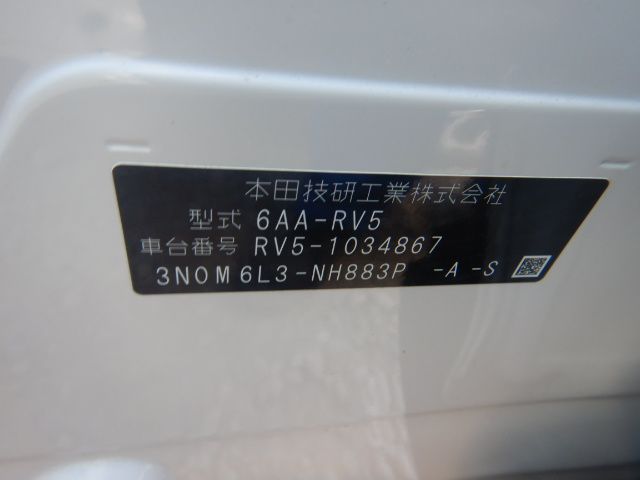 本田技研工業株式会社
型式 6AA-RV5
車台番号 RV5-1034867
3N0M6L3-NH883P -A-S